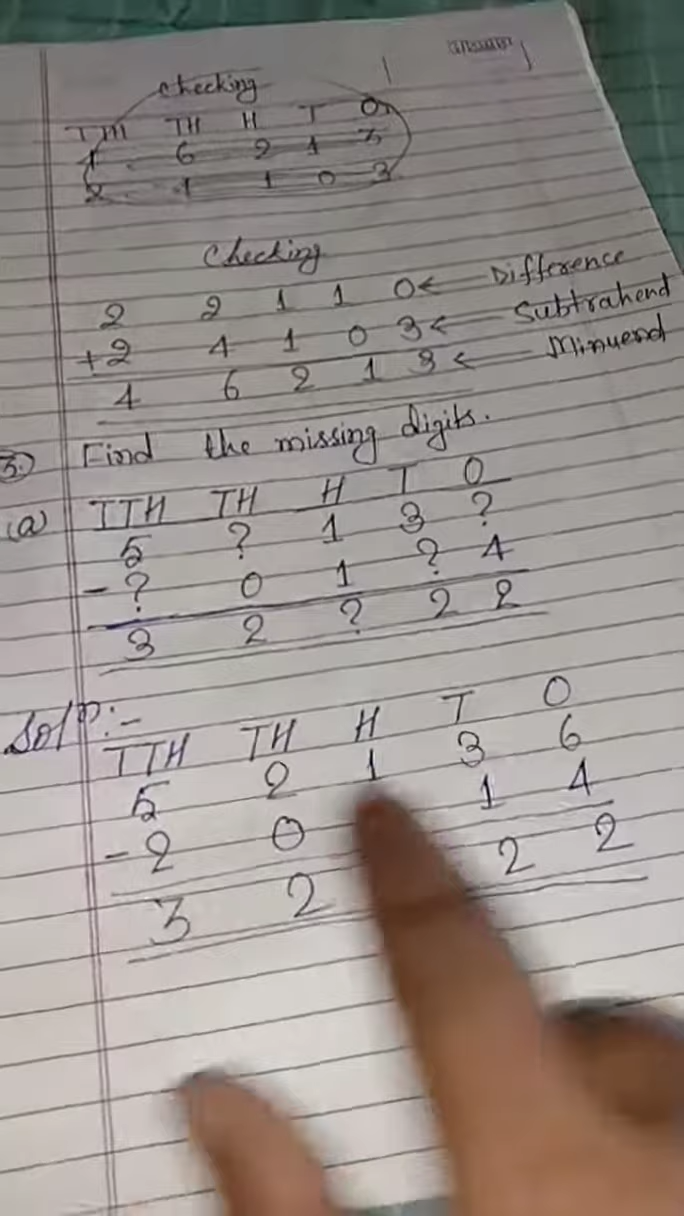 Checking
TTH TH H T O
6 2 1 3
2 1 1 0 3
Checking
2 2 1 1 0 ← Difference
+2 4 1 0 3 ← Subtrahend
4 6 2 1 3 ← Minuend
3.) Find the missing digits.
(a) TTH TH H T O
5 ? 1 3 ?
- ? 0 1 ? 4
3 2 ? 2 2
Solⁿ:-
TTH TH H T O
5 2 1 3 6
- 2 0 1 4
3 2 2 2